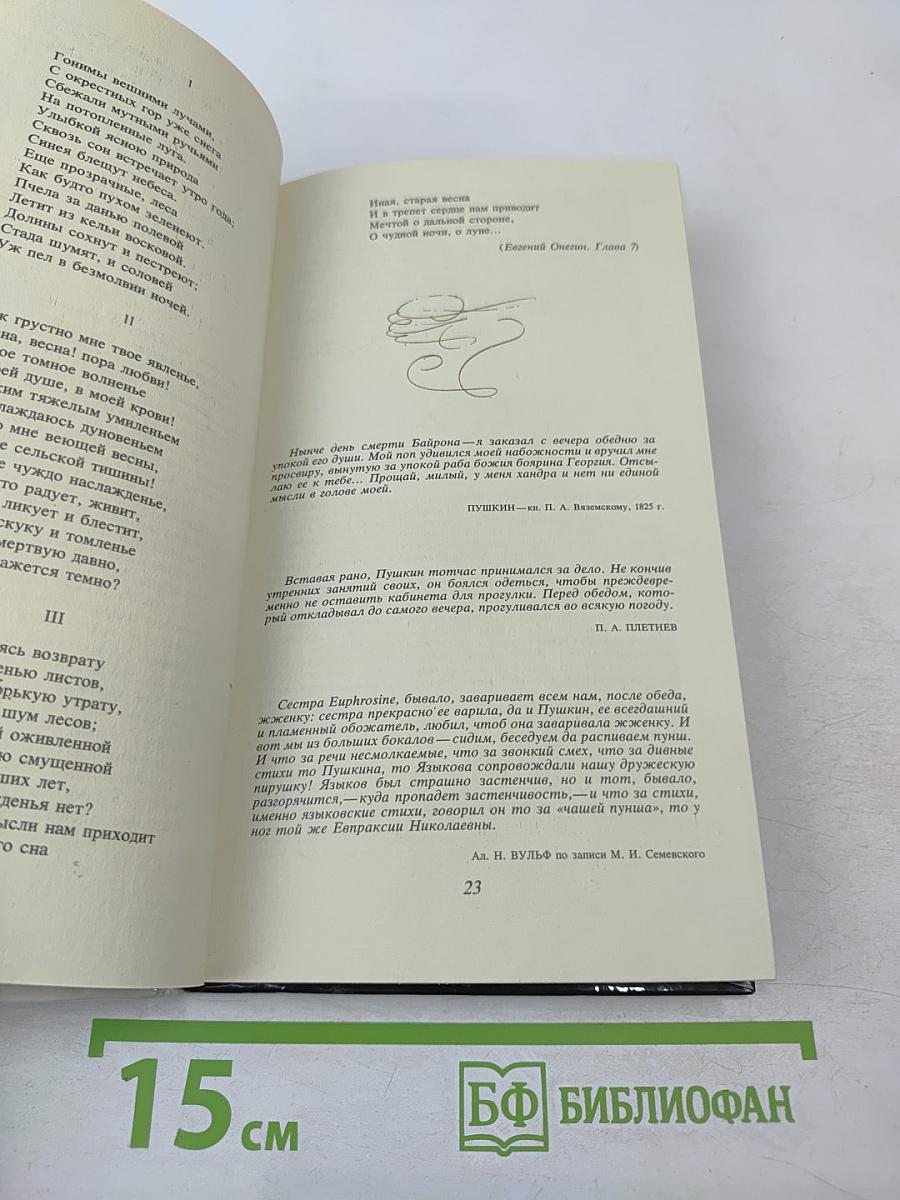 I
Гонимы вешними лучами,
С окрестных гор уже снега
Сбежали мутными ручьями
На потопленные луга.
Улыбкой ясною природа
Сквозь сон встречает утро года;
Синея блещут небеса.
Еще прозрачные, леса
Как будто пухом зеленеют.
Пчела за данью полевой
Летит из кельи восковой.
Долины сохнут и пестреют;
Стада шумят, и соловей
Уж пел в безмолвии ночей.
II
к грустно мне твое явленье,
на, весна! пора любви!
ое томное волненье
ей душе, в моей крови!
ким тяжелым умиленьем
лаждаюсь дуновеньем
о мне веющей весны,
е сельской тишины!
е чуждо наслажденье,
то радует, живит,
ликует и блестит,
скуку и томленье
мертвую давно,
ажется темно?
III
ясь возврату
енью листов,
орькую утрату,
шум лесов;
й оживленной
ю смущенной
ших лет,
жденья нет?
ысли нам приходит
го сна
Иная, старая весна
И в трепет сердце нам приводит
Мечтой о дальной стороне,
О чудной ночи, о луне...
(Евгений Онегин. Глава 7)
Нынче день смерти Байрона—я заказал с вечера обедню за
упокой его души. Мой поп удивился моей набожности и вручил мне
просвиру, вынутую за упокой раба божия боярина Георгия. Отсы-
лаю ее к тебе... Прощай, милый, у меня хандра и нет ни единой
мысли в голове моей.
ПУШКИН—кн. П. А. Вяземскому, 1825 г.
Вставая рано, Пушкин тотчас принимался за дело. Не кончив
утренних занятий своих, он боялся одеться, чтобы преждевре-
менно не оставить кабинета для прогулки. Перед обедом, кото-
рый откладывал до самого вечера, прогуливался во всякую погоду.
П. А. ПЛЕТНЕВ
Сестра Euphrosine, бывало, заваривает всем нам, после обеда,
жженку: сестра прекрасно ее варила, да и Пушкин, ее всегдашний
и пламенный обожатель, любил, чтоб она заваривала жженку. И
вот мы из больших бокалов—сидим, беседуем да распиваем пунш.
И что за речи несмолкаемые, что за звонкий смех, что за дивные
стихи то Пушкина, то Языкова сопровождали нашу дружескую
пирушку! Языков был страшно застенчив, но и тот, бывало,
разгорячится,—куда пропадет застенчивость,—и что за стихи,
именно языковские стихи, говорил он то за «чашей пунша», то у
ног той же Евпраксии Николаевны.
Ал. Н. ВУЛЬФ по записи М. И. Семевского
23
15 см
БФ БИБЛИОФАН